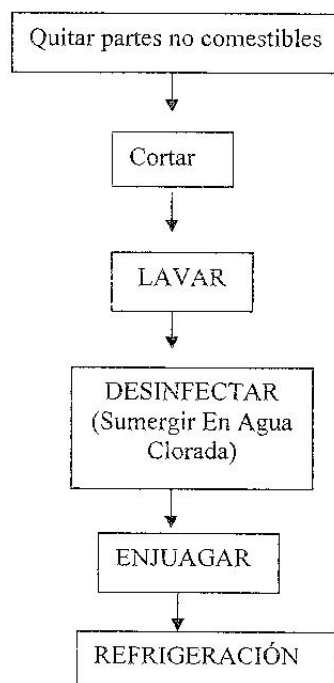 Quitar partes no comestibles
Cortar
LAVAR
DESINFECTAR
(Sumergir En Agua
Clorada)
ENJUAGAR
REFRIGERACIÓN